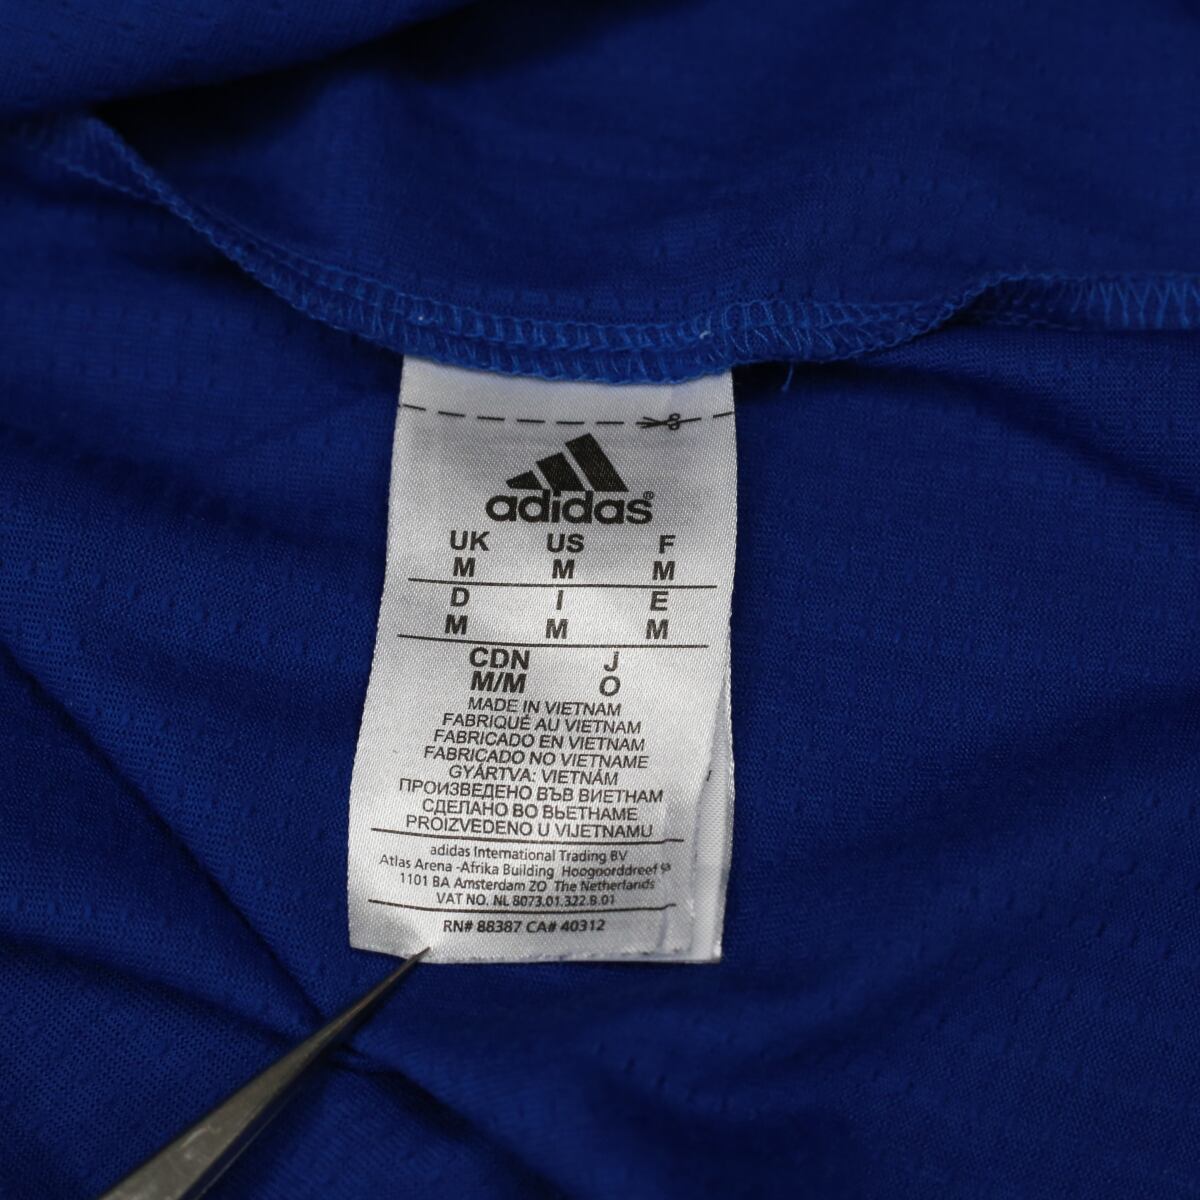 adidas®
UK US F
M M M
D I E
M M M
CDN J
M/M O
MADE IN VIETNAM
FABRIQUÉ AU VIETNAM
FABRICADO EN VIETNAM
FABRICADO NO VIETNAME
GYÁRTVA: VIETNÁM
ПРОИЗВЕДЕНО ВЪВ ВИЕТНАМ
СДЕЛАНО ВО ВЬЕТНАМЕ
PROIZVEDENO U VIJETNAMU
adidas International Trading BV
Atlas Arena -Afrika Building Hoogoorddreef 9a
1101 BA Amsterdam ZO The Netherlands
VAT NO. NL 8073.01.322.B.01
RN# 88387 CA# 40312